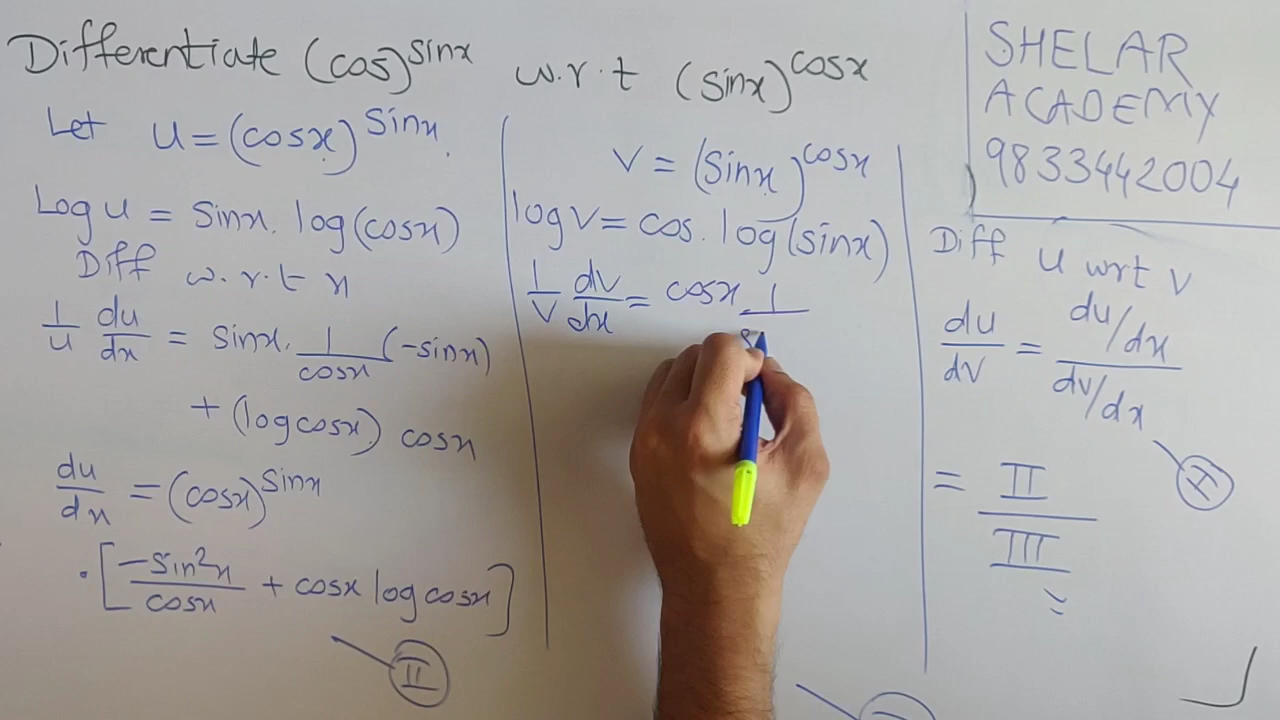 Differentiate (cos)^sinx w.r.t (sinx)^cosx
Let u = (cosx)^sinx.
Log u = sinx. log(cosx)
Diff w.r.t x
1/u du/dx = sinx. 1/cosx (-sinx)
+ (logcosx) cosx
du/dx = (cosx)^sinx
. [-sin²x/cosx + cosx log cosx]
II
V = (sinx)^cosx
log V = cos. log(sinx)
1/V dv/dx = cosx 1/s
SHELAR
ACADEMY
9833442004
Diff u wrt v
du/dv = du/dx / dv/dx
= II / III